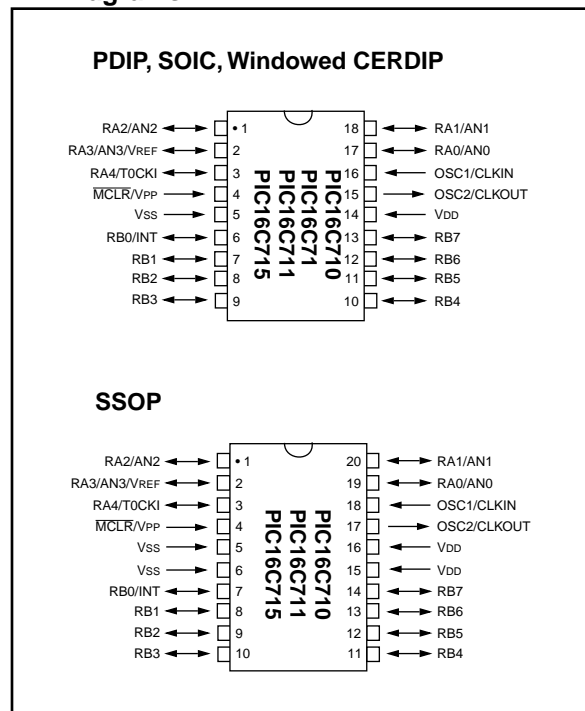 PDIP, SOIC, Windowed CERDIP
RA2/AN2 • 1 18 RA1/AN1
RA3/AN3/VREF 2 17 RA0/AN0
RA4/T0CKI 3 16 OSC1/CLKIN
MCLR/VPP 4 15 OSC2/CLKOUT
VSS 5 14 VDD
RB0/INT 6 13 RB7
RB1 7 12 RB6
RB2 8 11 RB5
RB3 9 10 RB4
PIC16C710
PIC16C71
PIC16C711
PIC16C715
SSOP
RA2/AN2 • 1 20 RA1/AN1
RA3/AN3/VREF 2 19 RA0/AN0
RA4/T0CKI 3 18 OSC1/CLKIN
MCLR/VPP 4 17 OSC2/CLKOUT
VSS 5 16 VDD
VSS 6 15 VDD
RB0/INT 7 14 RB7
RB1 8 13 RB6
RB2 9 12 RB5
RB3 10 11 RB4
PIC16C710
PIC16C711
PIC16C715